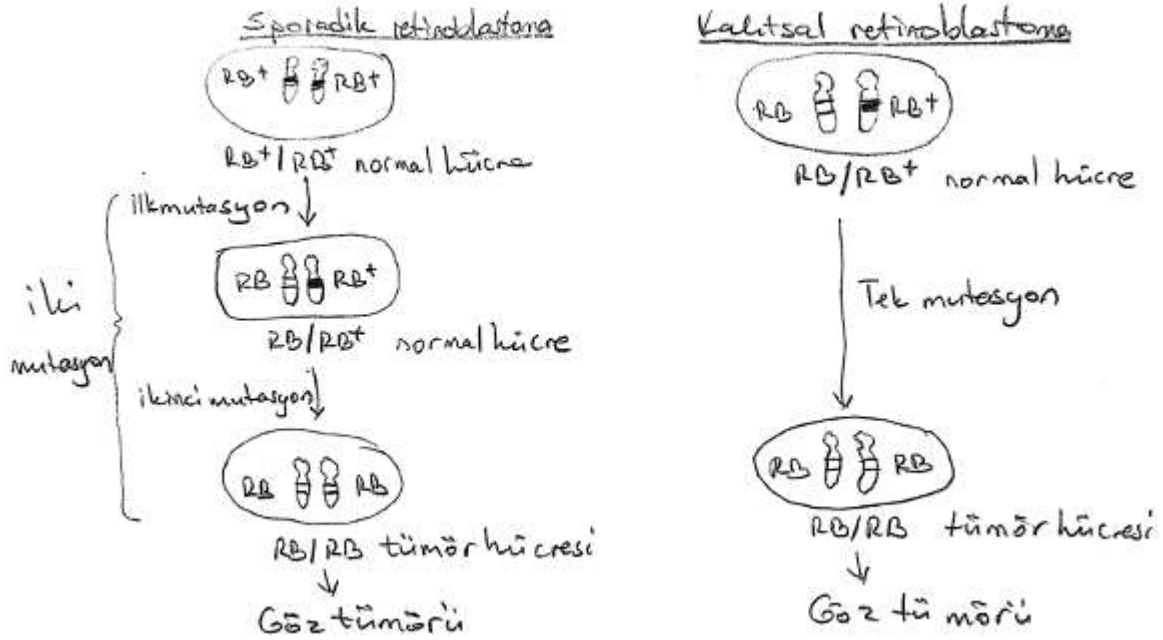 Sporadik retinoblastoma
RB⁺ RB⁺
RB⁺/RB⁺ normal hücre
ilk mutasyon
RB RB⁺
RB/RB⁺ normal hücre
iki
mutasyon
ikinci mutasyon
RB RB
RB/RB tümör hücresi
Göz tümörü
Kalıtsal retinoblastoma
RB RB⁺
RB/RB⁺ normal hücre
Tek mutasyon
RB RB
RB/RB tümör hücresi
Göz tümörü